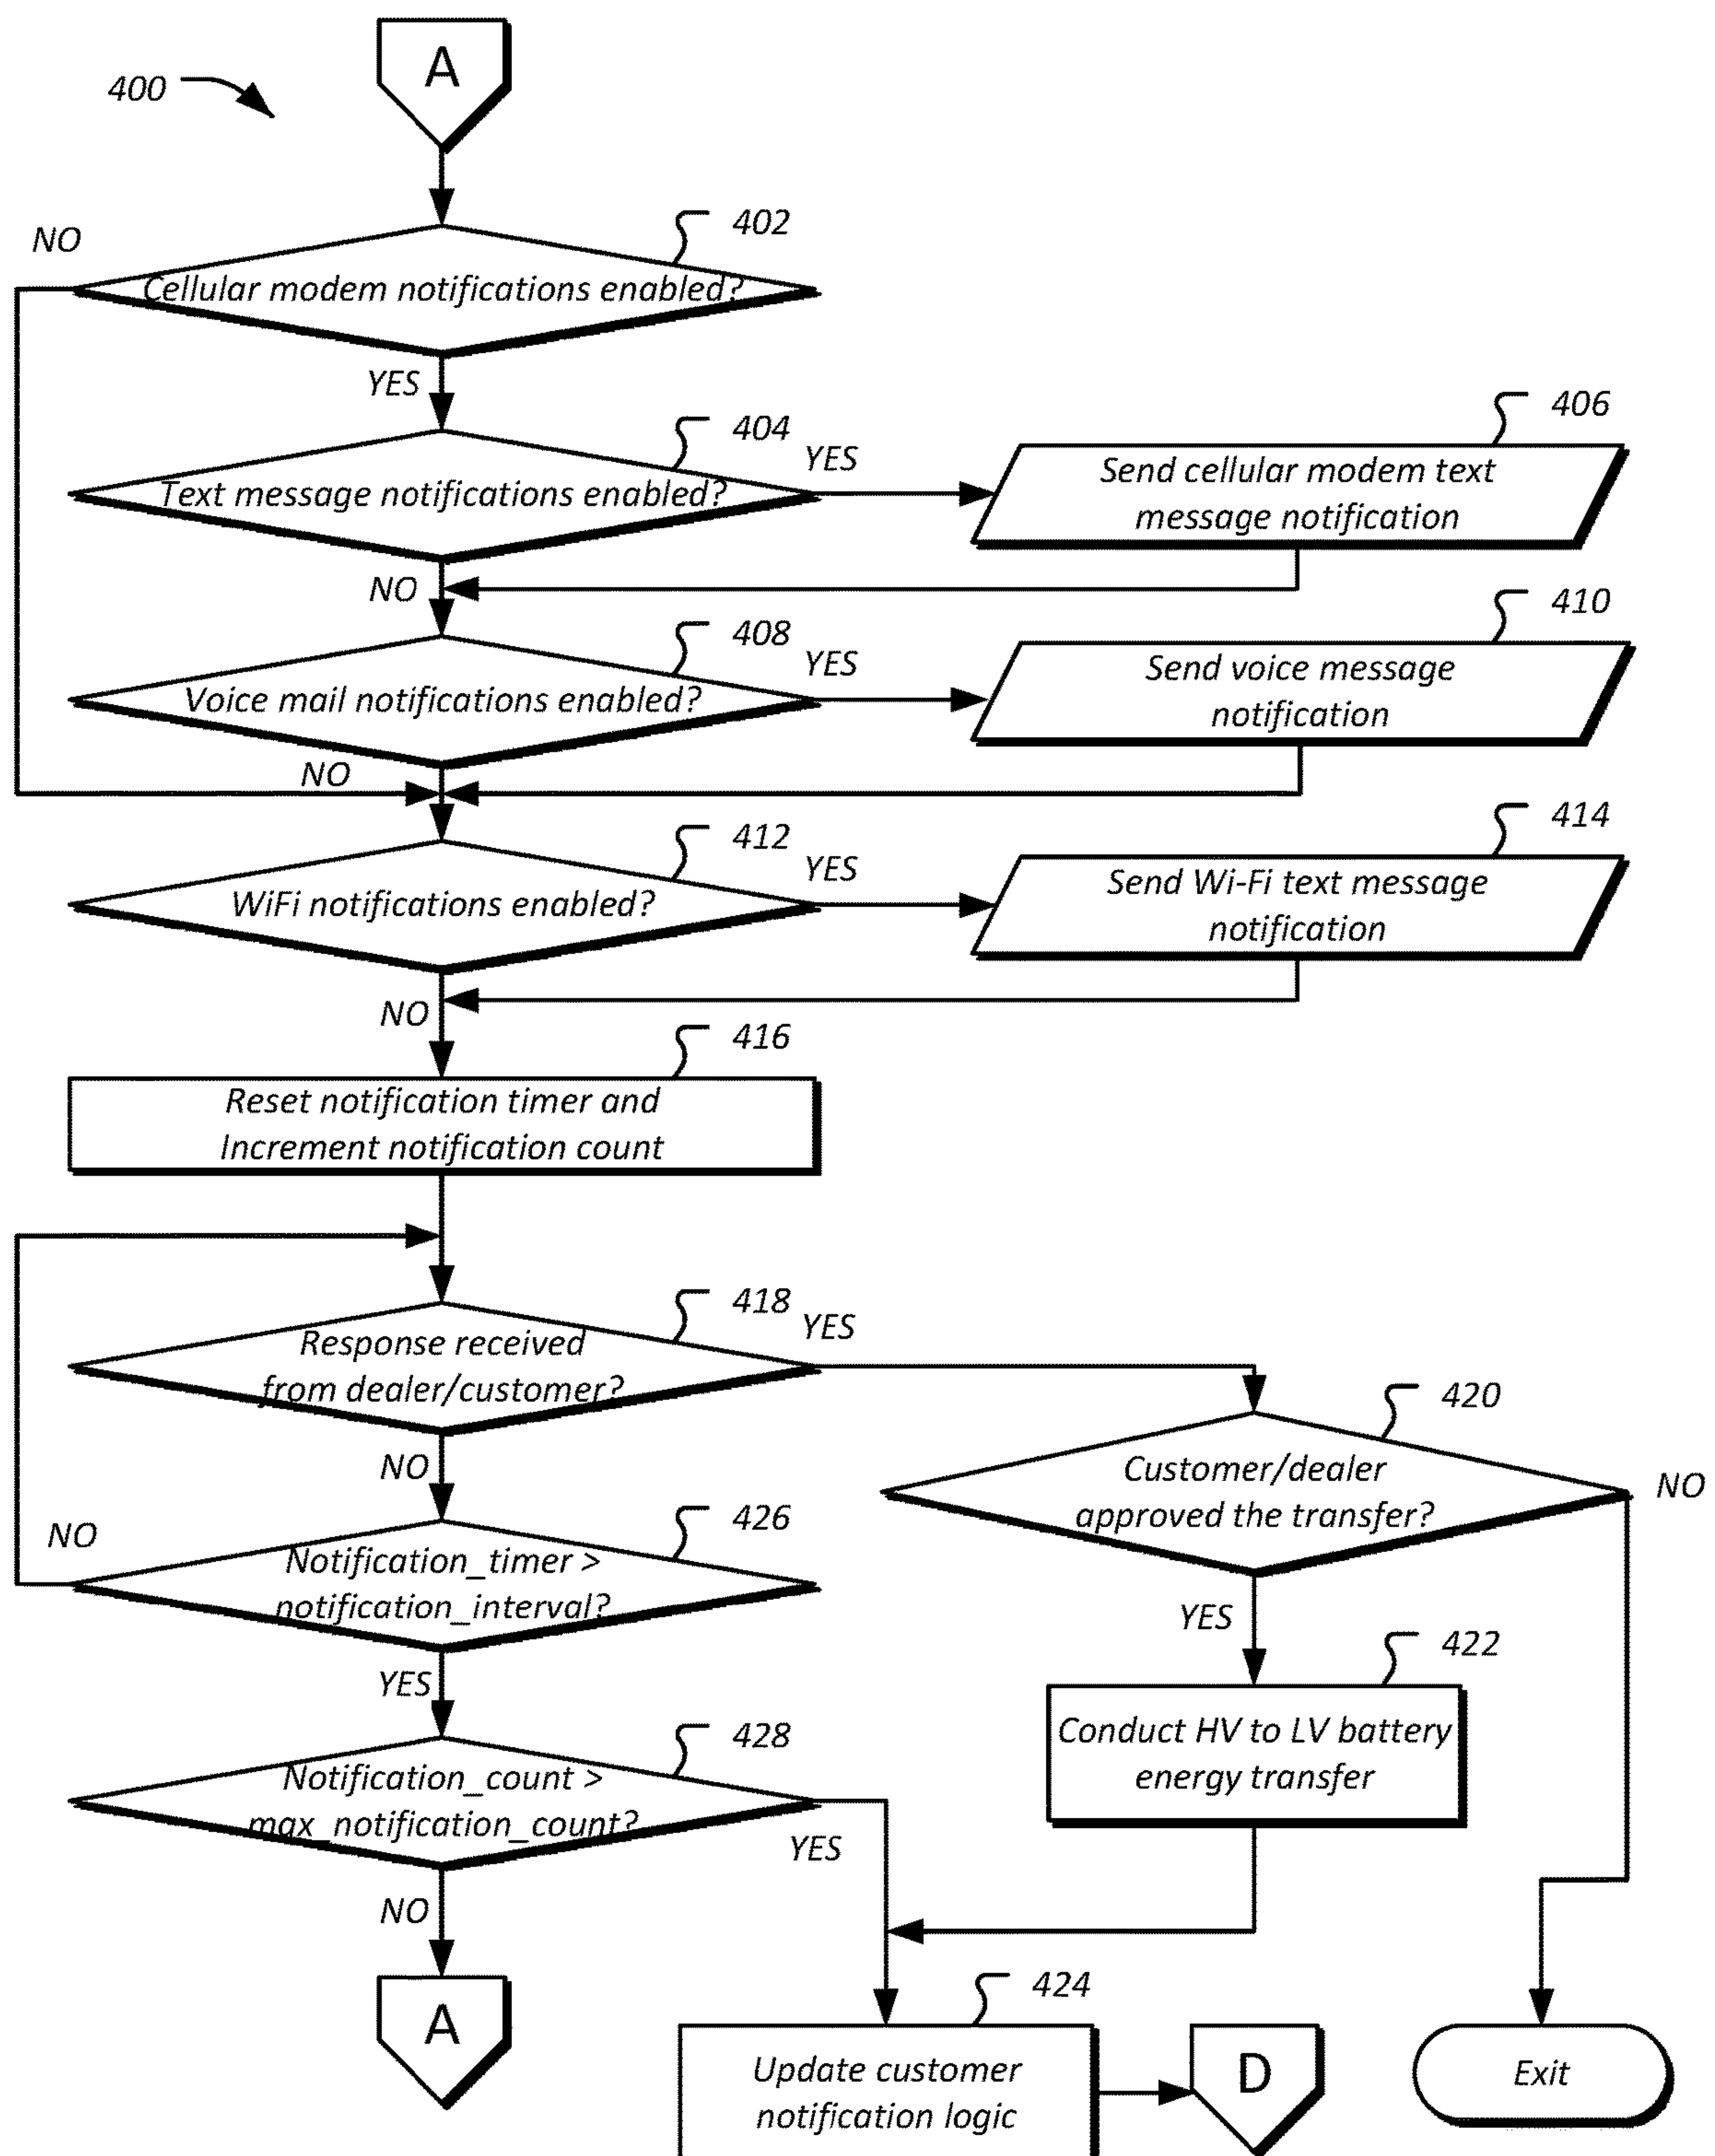 A
400
402
NO
Cellular modem notifications enabled?
YES
404
YES
406
Text message notifications enabled?
Send cellular modem text
message notification
NO
408
YES
410
Voice mail notifications enabled?
Send voice message
notification
NO
412
YES
414
WiFi notifications enabled?
Send Wi-Fi text message
notification
NO
416
Reset notification timer and
Increment notification count
418
YES
Response received
from dealer/customer?
420
NO
Customer/dealer
approved the transfer?
NO
426
NO
Notification_timer >
notification_interval?
YES
YES
422
428
Conduct HV to LV battery
energy transfer
Notification_count >
max_notification_count?
YES
NO
A
424
Update customer
notification logic
D
Exit